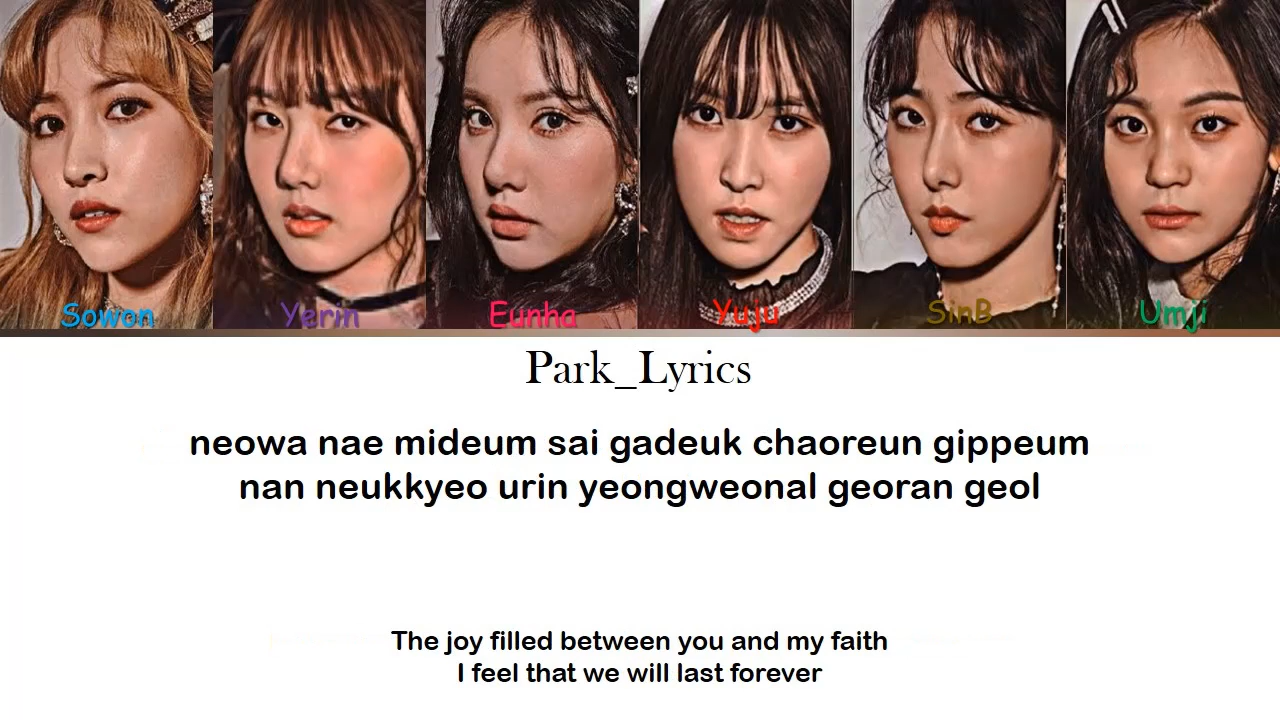 Sowon Yerin Eunha Yuju SinB Umji
Park_Lyrics
neowa nae mideum sai gadeuk chaoreun gippeum
nan neukkyeo urin yeongweonal georan geol
The joy filled between you and my faith
I feel that we will last forever